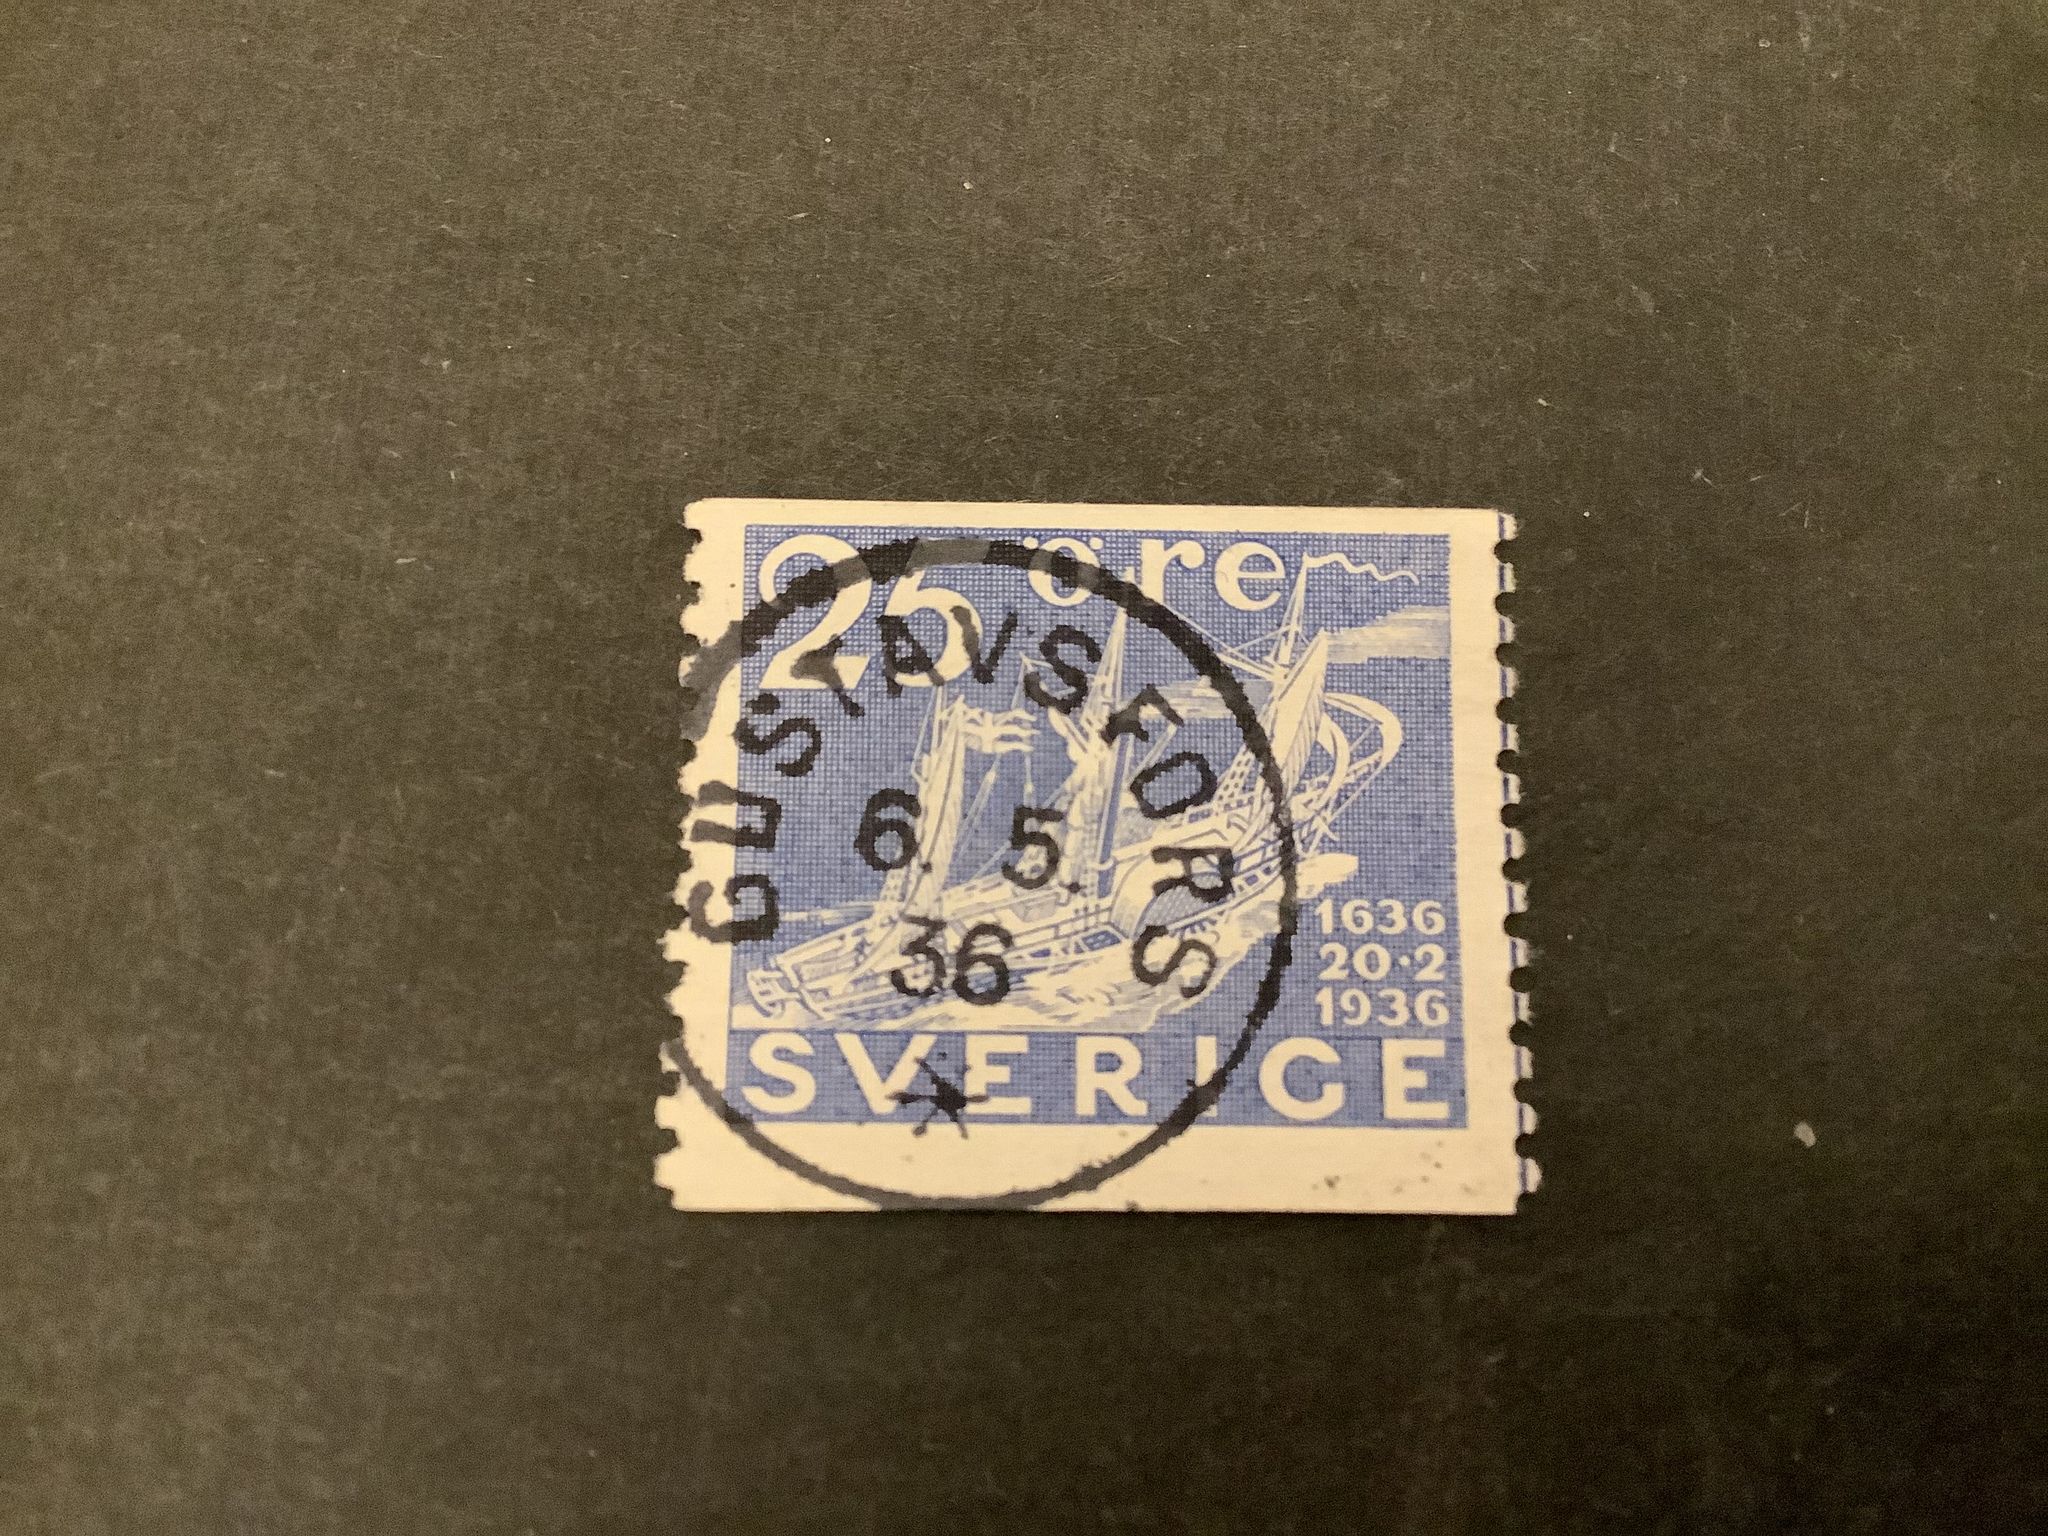 25 öre
GUSTAVSFORS
6. 5.
36
1636
20·2
1936
SVERIGE